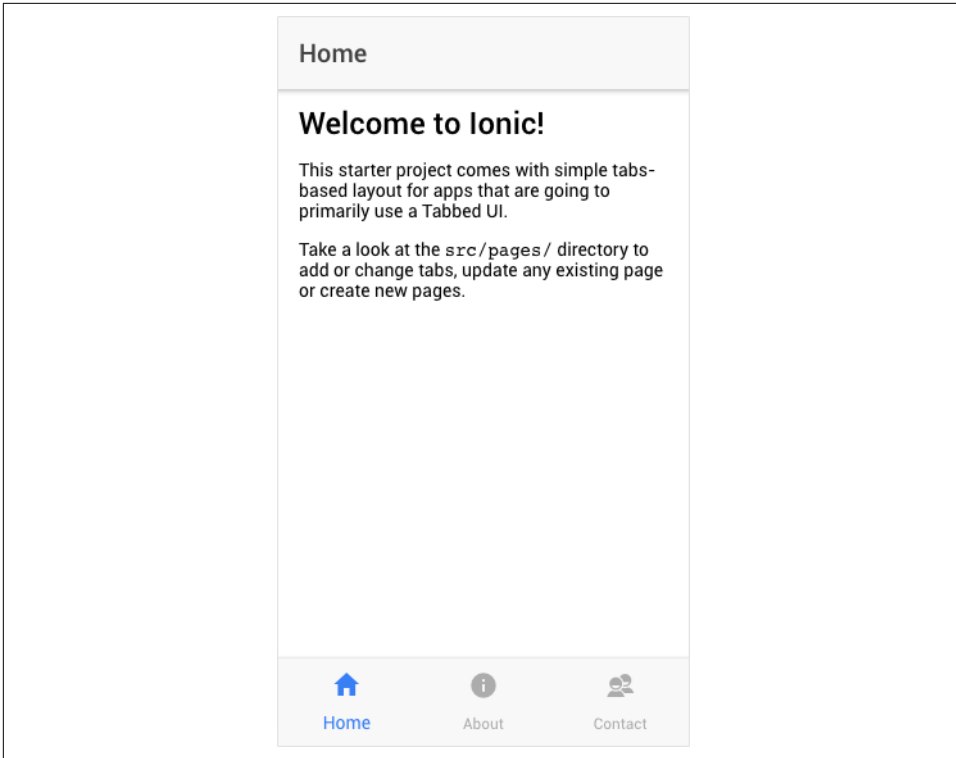 Home
Welcome to Ionic!
This starter project comes with simple tabs-
based layout for apps that are going to
primarily use a Tabbed UI.
Take a look at the src/pages/ directory to
add or change tabs, update any existing page
or create new pages.
Home
About
Contact